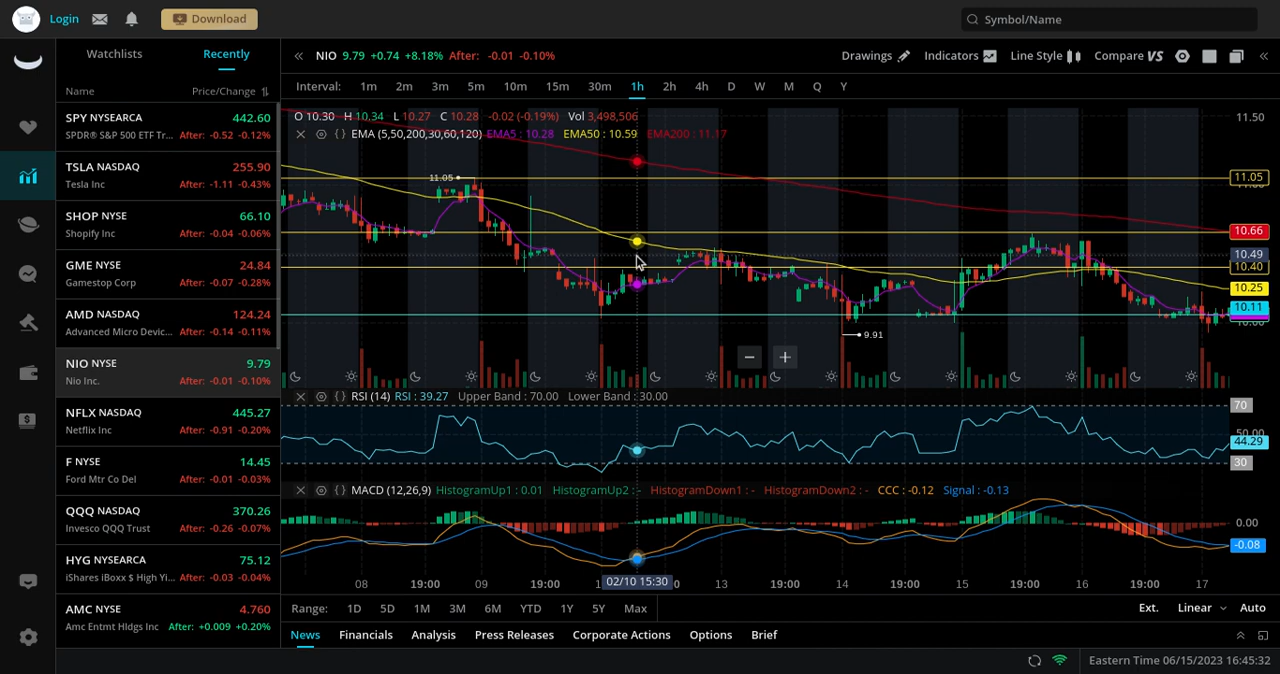 Login Download Symbol/Name
Watchlists Recently
Name Price/Change
SPY NYSEARCA 442.60
SPDR® S&P 500 ETF Tr... After: -0.52 -0.12%
TSLA NASDAQ 255.90
Tesla Inc After: -1.11 -0.43%
SHOP NYSE 66.10
Shopify Inc After: -0.04 -0.06%
GME NYSE 24.84
Gamestop Corp After: -0.07 -0.28%
AMD NASDAQ 124.24
Advanced Micro Devic... After: -0.14 -0.11%
NIO NYSE 9.79
Nio Inc. After: -0.01 -0.10%
NFLX NASDAQ 445.27
Netflix Inc After: -0.91 -0.20%
F NYSE 14.45
Ford Mtr Co Del After: -0.01 -0.03%
QQQ NASDAQ 370.26
Invesco QQQ Trust After: -0.26 -0.07%
HYG NYSEARCA 75.12
iShares iBoxx $ High Yi... After: -0.03 -0.04%
AMC NYSE 4.760
Amc Entmt Hldgs Inc After: +0.009 +0.20%
NIO 9.79 +0.74 +8.18% After: -0.01 -0.10% Drawings Indicators Line Style Compare VS
Interval: 1m 2m 3m 5m 10m 15m 30m 1h 2h 4h D W M Q Y
O 10.30 H 10.34 L 10.27 C 10.28 -0.02 (-0.19%) Vol 3,498,506
EMA (5,50,200,30,60,120) EMA5 : 10.28 EMA50 : 10.59 EMA200 : 11.17
11.50
11.05
11.05
10.66
10.49
10.40
10.25
10.11
9.91
RSI (14) RSI : 39.27 Upper Band : 70.00 Lower Band : 30.00
70
50.00
44.29
30
MACD (12,26,9) HistogramUp1 : 0.01 HistogramUp2 : - HistogramDown1 : - HistogramDown2 : - CCC : -0.12 Signal : -0.13
0.00
-0.08
08 19:00 09 19:00 02/10 15:30 13 19:00 14 19:00 15 19:00 16 19:00 17
Range: 1D 5D 1M 3M 6M YTD 1Y 5Y Max Ext. Linear Auto
News Financials Analysis Press Releases Corporate Actions Options Brief
Eastern Time 06/15/2023 16:45:32